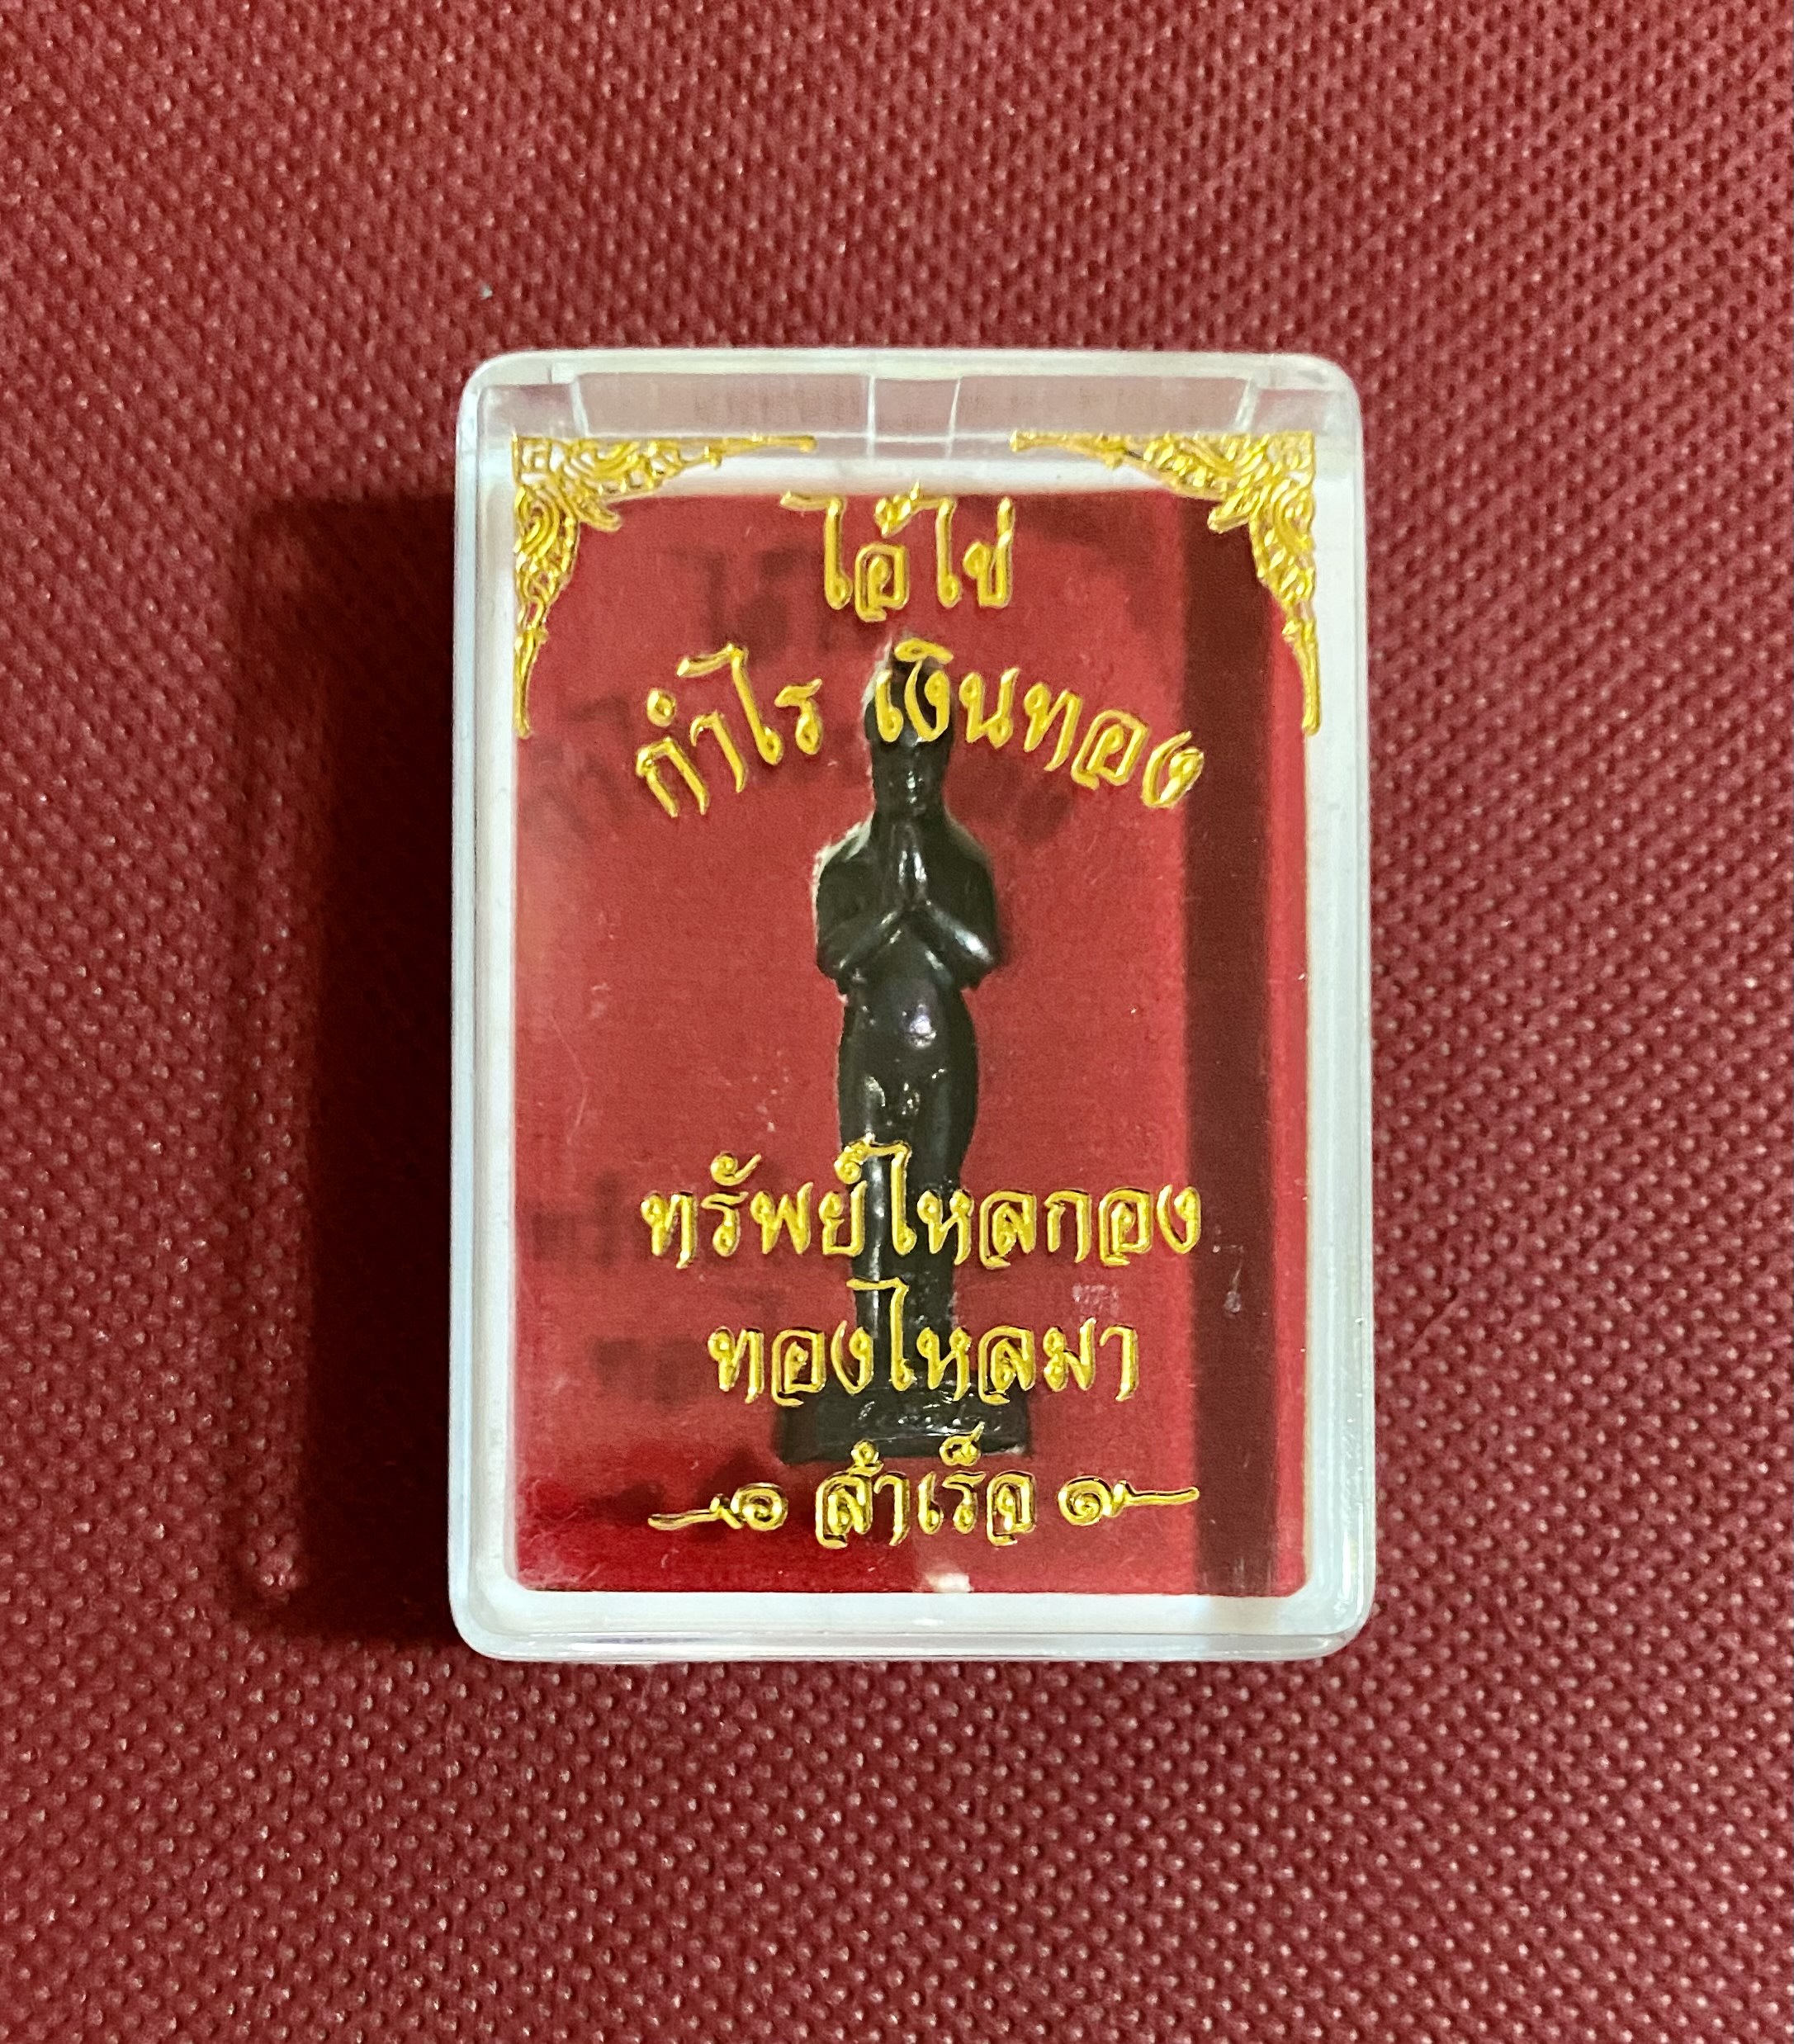 ไอ้ไข่
กำไร เงินทอง
ทรัพย์ไหลกอง
ทองไหลมา
สำเร็จ